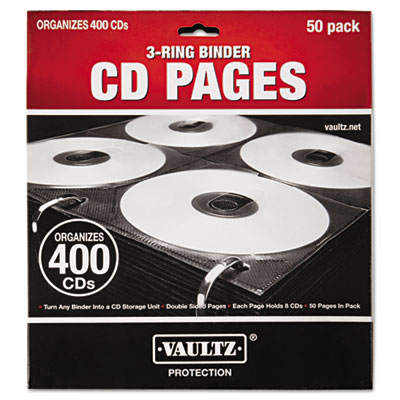 ORGANIZES 400 CDs
50 pack
3-RING BINDER
CD PAGES
vaultz.net
ORGANIZES
400
CDs
• Turn Any Binder Into a CD Storage Unit • Double Sided Pages • Each Page Holds 8 CDs • 50 Pages In Pack
• VAULTZ • ®
PROTECTION